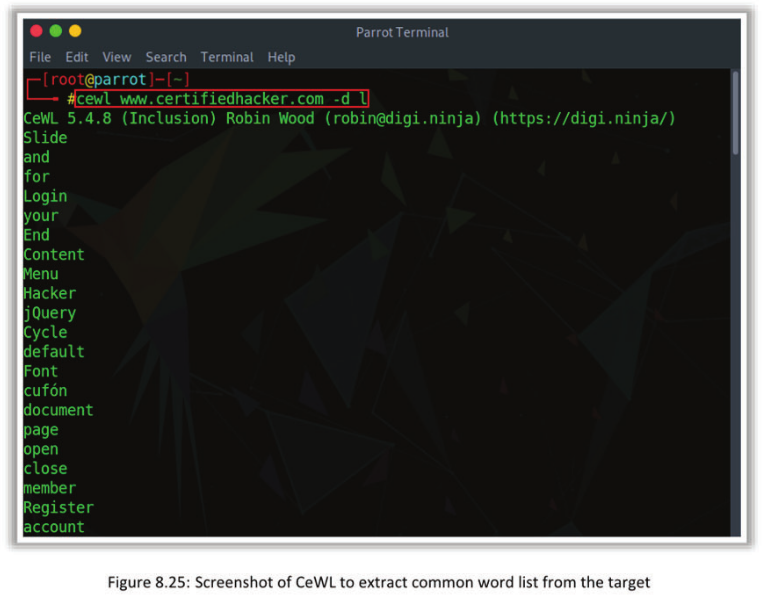 Parrot Terminal
File Edit View Search Terminal Help
[root@parrot]-[~]
#cewl www.certifiedhacker.com -d l
CeWL 5.4.8 (Inclusion) Robin Wood (robin@digi.ninja) (https://digi.ninja/)
Slide
and
for
Login
your
End
Content
Menu
Hacker
jQuery
Cycle
default
Font
cufón
document
page
open
close
member
Register
account
Figure 8.25: Screenshot of CeWL to extract common word list from the target